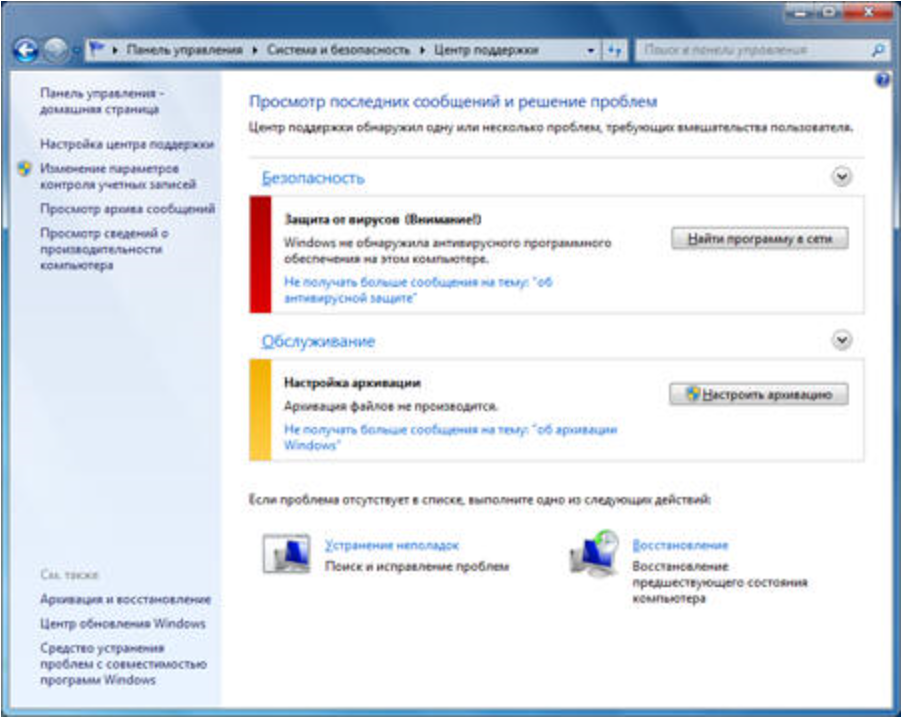 Панель управления ▸ Система и безопасность ▸ Центр поддержки
Поиск в панели управления
Панель управления -
домашняя страница
Настройка центра поддержки
Изменение параметров
контроля учетных записей
Просмотр архива сообщений
Просмотр сведений о
производительности
компьютера
См. также
Архивация и восстановление
Центр обновления Windows
Средство устранения
проблем с совместимостью
программ Windows
Просмотр последних сообщений и решение проблем
Центр поддержки обнаружил одну или несколько проблем, требующих вмешательства пользователя.
Безопасность
Защита от вирусов (Внимание!)
Windows не обнаружила антивирусного программного
обеспечения на этом компьютере.
Найти программу в сети
Не получать больше сообщения на тему: "об
антивирусной защите"
Обслуживание
Настройка архивации
Архивация файлов не производится.
Настроить архивацию
Не получать больше сообщения на тему: "об архивации
Windows"
Если проблема отсутствует в списке, выполните одно из следующих действий:
Устранение неполадок
Поиск и исправление проблем
Восстановление
Восстановление
предшествующего состояния
компьютера